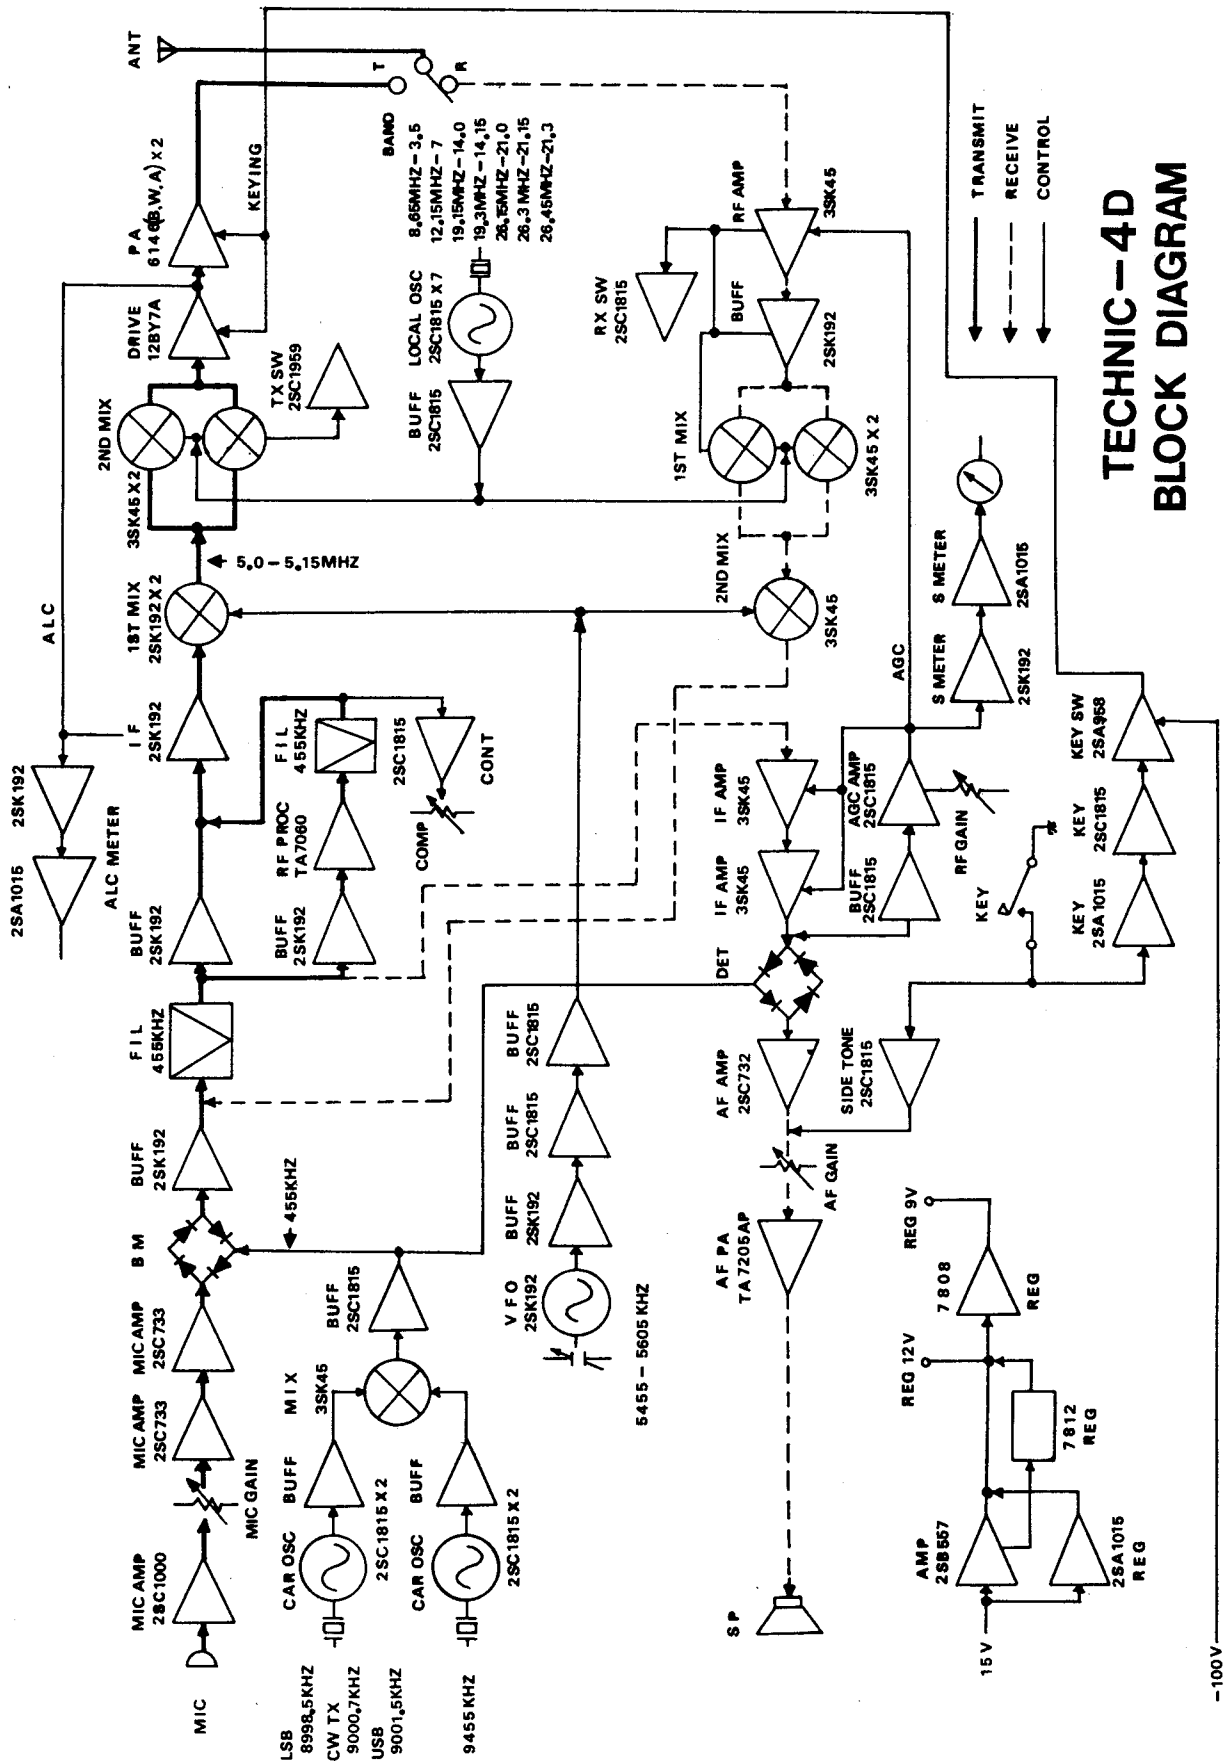 TECHNIC-4D
BLOCK DIAGRAM
TRANSMIT
RECEIVE
CONTROL
MIC
MIC AMP
2SC1000
MIC GAIN
MIC AMP
2SC733
MIC AMP
2SC733
B M
BUFF
2SK192
FIL
455KHZ
BUFF
2SK192
IF
2SK192
1ST MIX
2SK192 X 2
5.0-5.15MHZ
2ND MIX
3SK45 X 2
TX SW
2SC1959
DRIVE
12BY7A
PA
6146(B,W,A) X 2
KEYING
ANT
T
R
2SA1015
2SK192
ALC METER
ALC
BUFF
2SK192
RF PROC
TA7060
FIL
455KHZ
2SC1815
CONT
COMP
LSB
8998.5KHZ
CW TX
9000.7KHZ
USB
9001.5KHZ
9455KHZ
CAR OSC
BUFF
2SC1815 X 2
CAR OSC
BUFF
2SC1815 X 2
MIX
3SK45
BUFF
2SC1815
455KHZ
VFO
2SK192
5455-5605KHZ
BUFF
2SK192
BUFF
2SC1815
BUFF
2SC1815
BUFF
2SC1815
LOCAL OSC
2SC1815 X 7
BAND
8.65MHZ-3.5
12.15MHZ-7
19.15MHZ-14.0
19.3MHZ-14.15
26.15MHZ-21.0
26.3MHZ-21.15
26.45MHZ-21.3
RF AMP
3SK45
RX SW
2SC1815
BUFF
2SK192
1ST MIX
3SK45 X 2
2ND MIX
3SK45
IF AMP
3SK45
IF AMP
3SK45
DET
AF AMP
2SC732
AF GAIN
AF PA
TA7205AP
SP
SIDE TONE
2SC1815
BUFF
2SC1815
AGC AMP
2SC1815
AGC
RF GAIN
S METER
2SK192
S METER
2SA1015
KEY
KEY
2SA1015
KEY
2SC1815
KEY SW
2SA958
-100V
15V
AMP
2SB557
2SA1015
REG
7812
REG
REG 12V
7808
REG
REG 9V